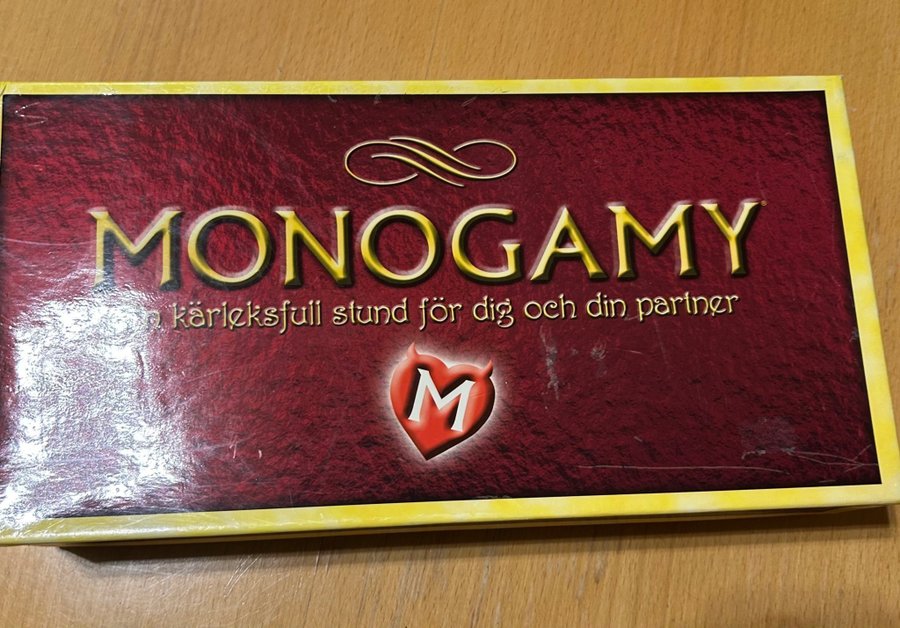 MONOGAMY
kärleksfull stund för dig och din partner
M